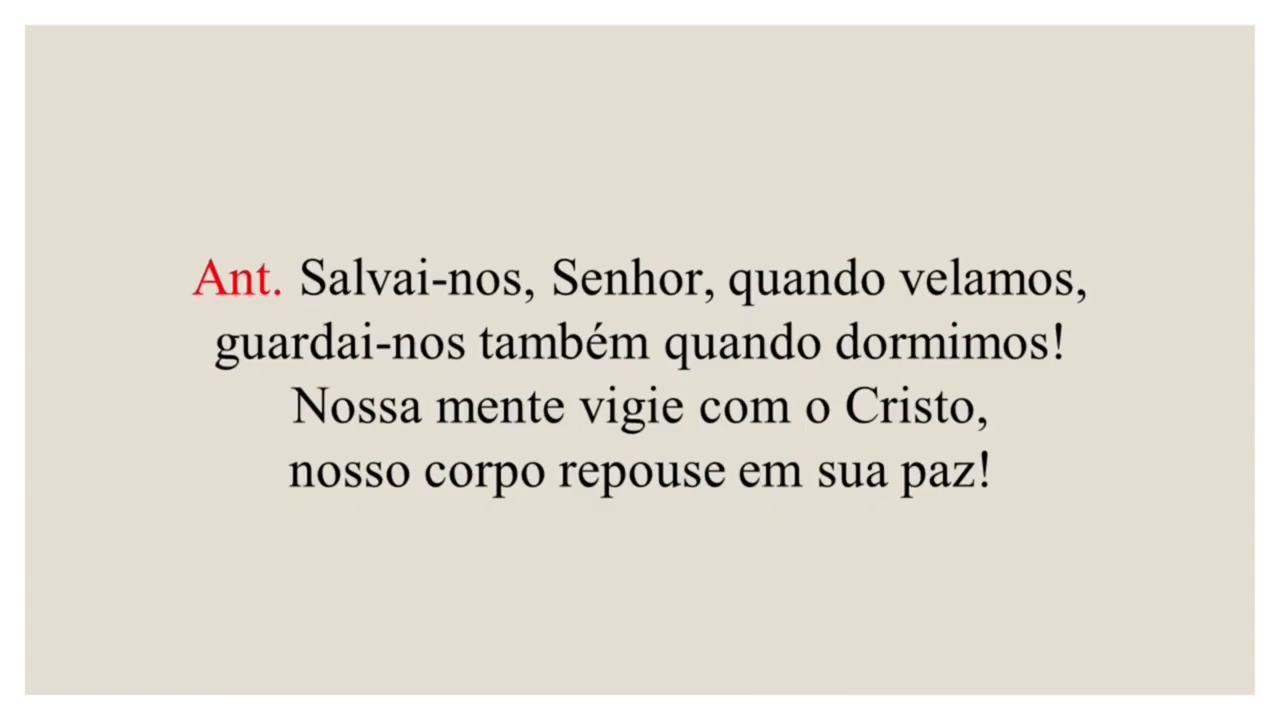 Ant. Salvai-nos, Senhor, quando velamos,
guardai-nos também quando dormimos!
Nossa mente vigie com o Cristo,
nosso corpo repouse em sua paz!